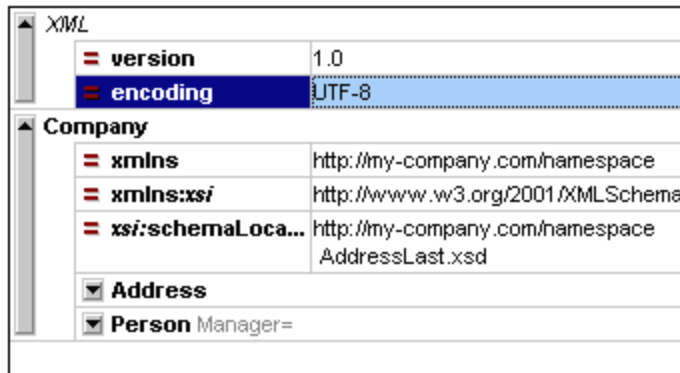 XML
= version 1.0
= encoding UTF-8
Company
= xmlns http://my-company.com/namespace
= xmlns:xsi http://www.w3.org/2001/XMLSchema
= xsi:schemaLoca... http://my-company.com/namespace
AddressLast.xsd
Address
Person Manager=